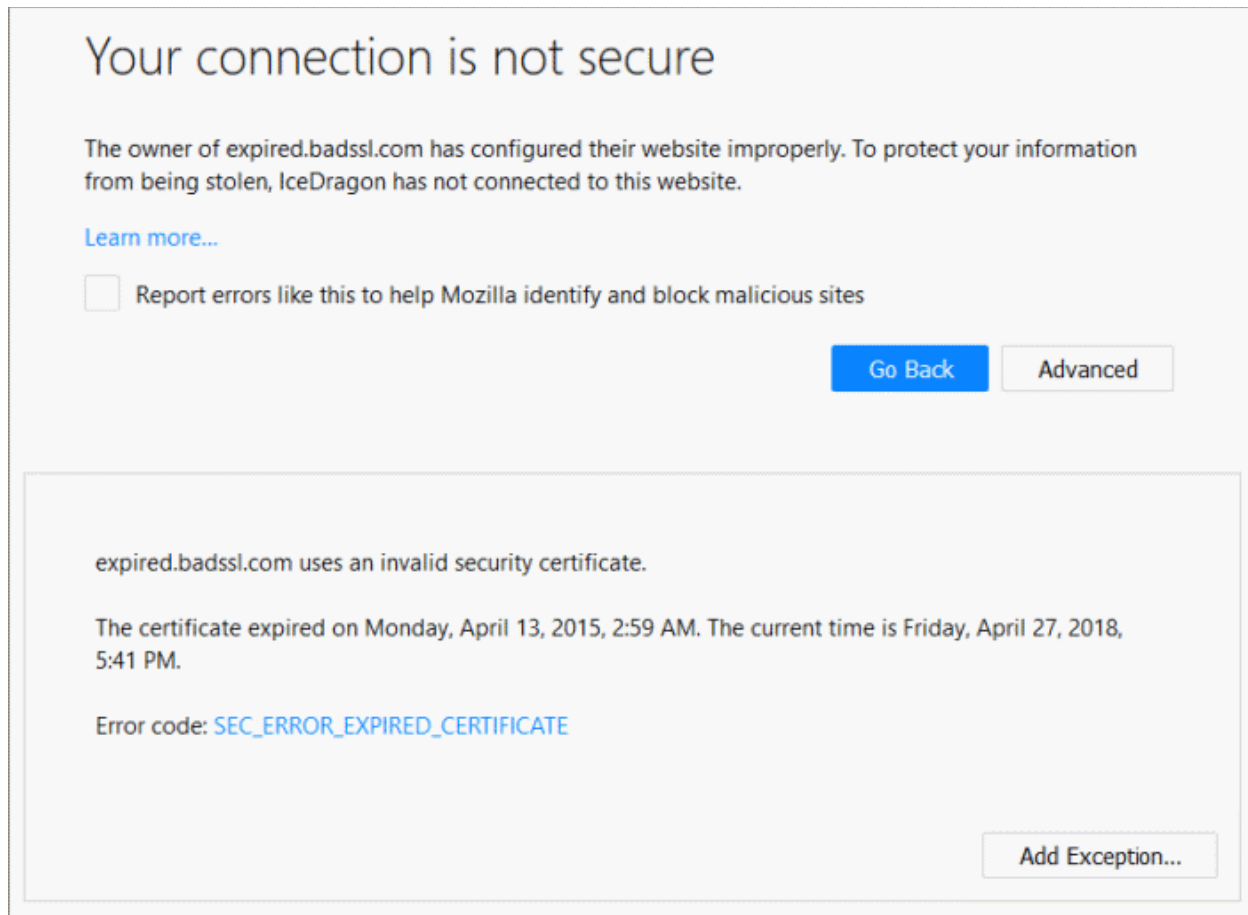 Your connection is not secure
The owner of expired.badssl.com has configured their website improperly. To protect your information
from being stolen, IceDragon has not connected to this website.
Learn more...
Report errors like this to help Mozilla identify and block malicious sites
Go Back
Advanced
expired.badssl.com uses an invalid security certificate.
The certificate expired on Monday, April 13, 2015, 2:59 AM. The current time is Friday, April 27, 2018,
5:41 PM.
Error code: SEC_ERROR_EXPIRED_CERTIFICATE
Add Exception...